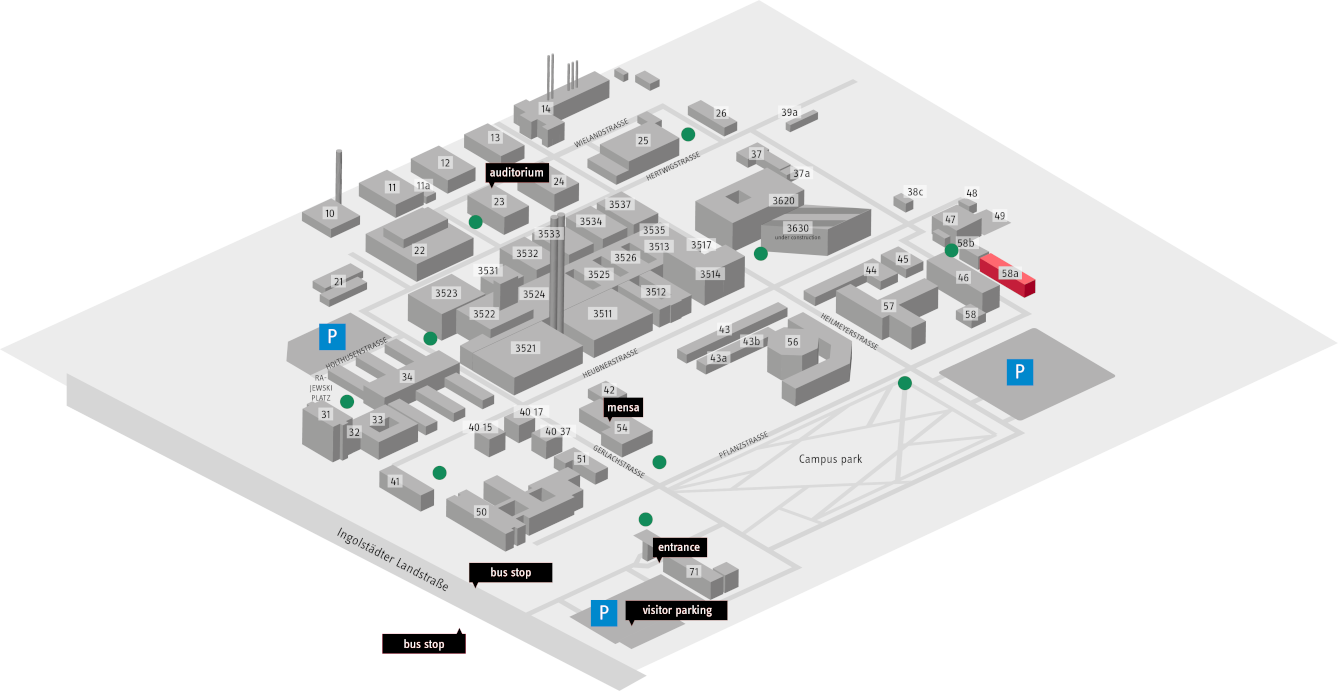 14
26
39a
WIELANDSTRASSE
13
25
12
HERTWIGSTRASSE
37
auditorium
37a
11
11a
24
38c
48
23
3620
10
3537
47
49
3534
3630
under construction
3533
3535
58b
22
3513
3517
3532
3526
45
3531
3525
3514
44
46
58a
21
3523
3524
3512
57
3522
3511
58
HEILMEYERSTRASSE
P
43
43b
56
3521
HOLTHUSENSTRASSE
HEUBNERSTRASSE
43a
P
34
RA-
JEWSKI
PLATZ
42
mensa
31
33
40 17
32
40 15
40 37
54
PFLANZSTRASSE
GERLACHSTRASSE
51
Campus park
41
50
Ingolstädter Landstraße
entrance
bus stop
71
P
visitor parking
bus stop